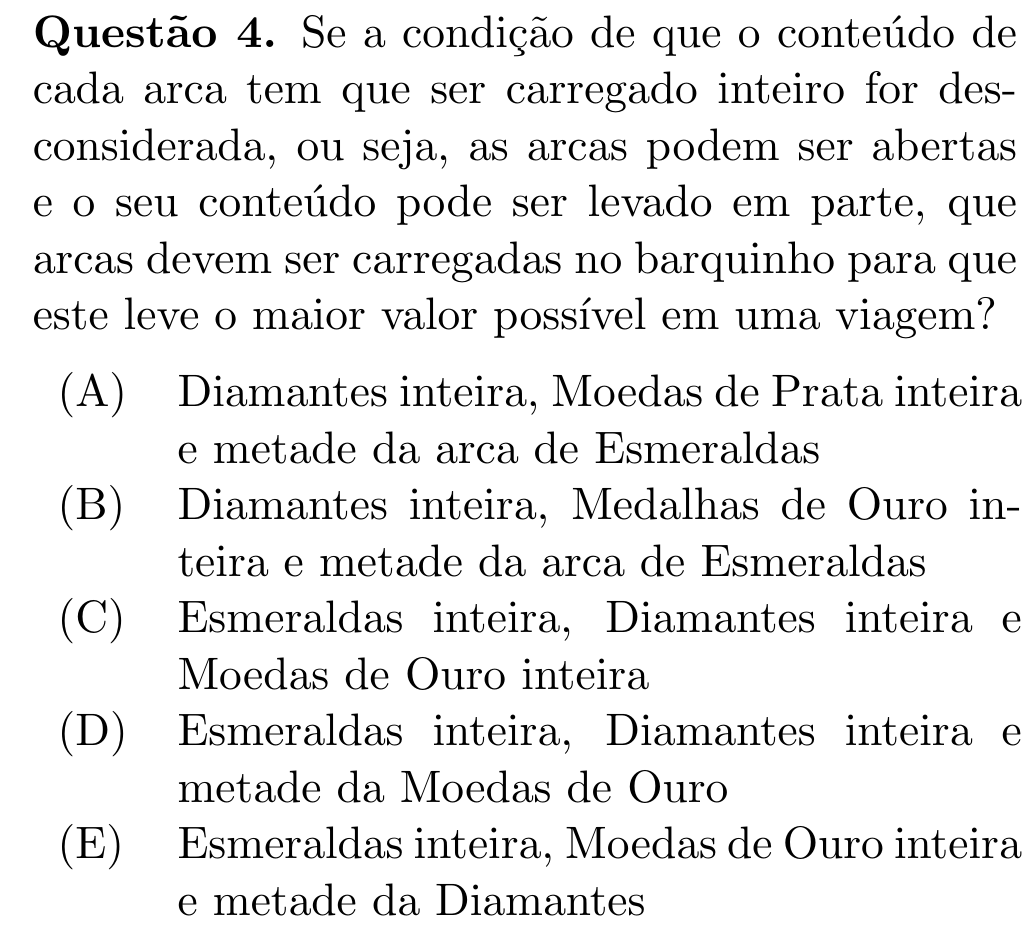 Questão 4. Se a condição de que o conteúdo de
cada arca tem que ser carregado inteiro for des-
considerada, ou seja, as arcas podem ser abertas
e o seu conteúdo pode ser levado em parte, que
arcas devem ser carregadas no barquinho para que
este leve o maior valor possível em uma viagem?
(A) Diamantes inteira, Moedas de Prata inteira
e metade da arca de Esmeraldas
(B) Diamantes inteira, Medalhas de Ouro in-
teira e metade da arca de Esmeraldas
(C) Esmeraldas inteira, Diamantes inteira e
Moedas de Ouro inteira
(D) Esmeraldas inteira, Diamantes inteira e
metade da Moedas de Ouro
(E) Esmeraldas inteira, Moedas de Ouro inteira
e metade da Diamantes